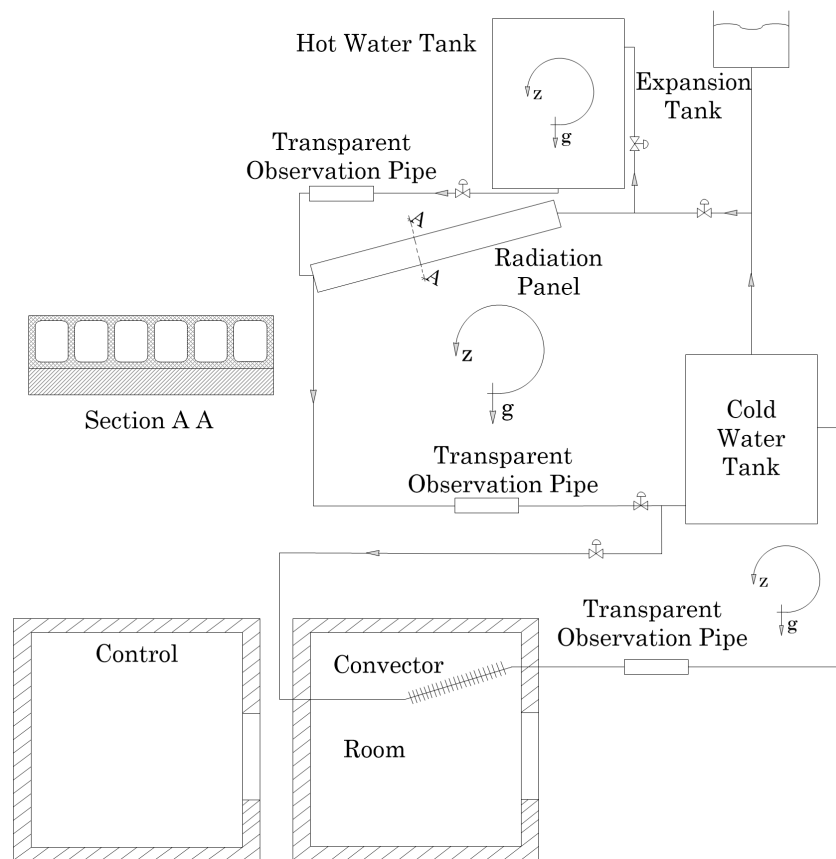 Hot Water Tank
z
g
Expansion
Tank
Transparent
Observation Pipe
A
A
Radiation
Panel
z
g
Section A A
Cold
Water
Tank
Transparent
Observation Pipe
z
g
Transparent
Observation Pipe
Control
Convector
Room